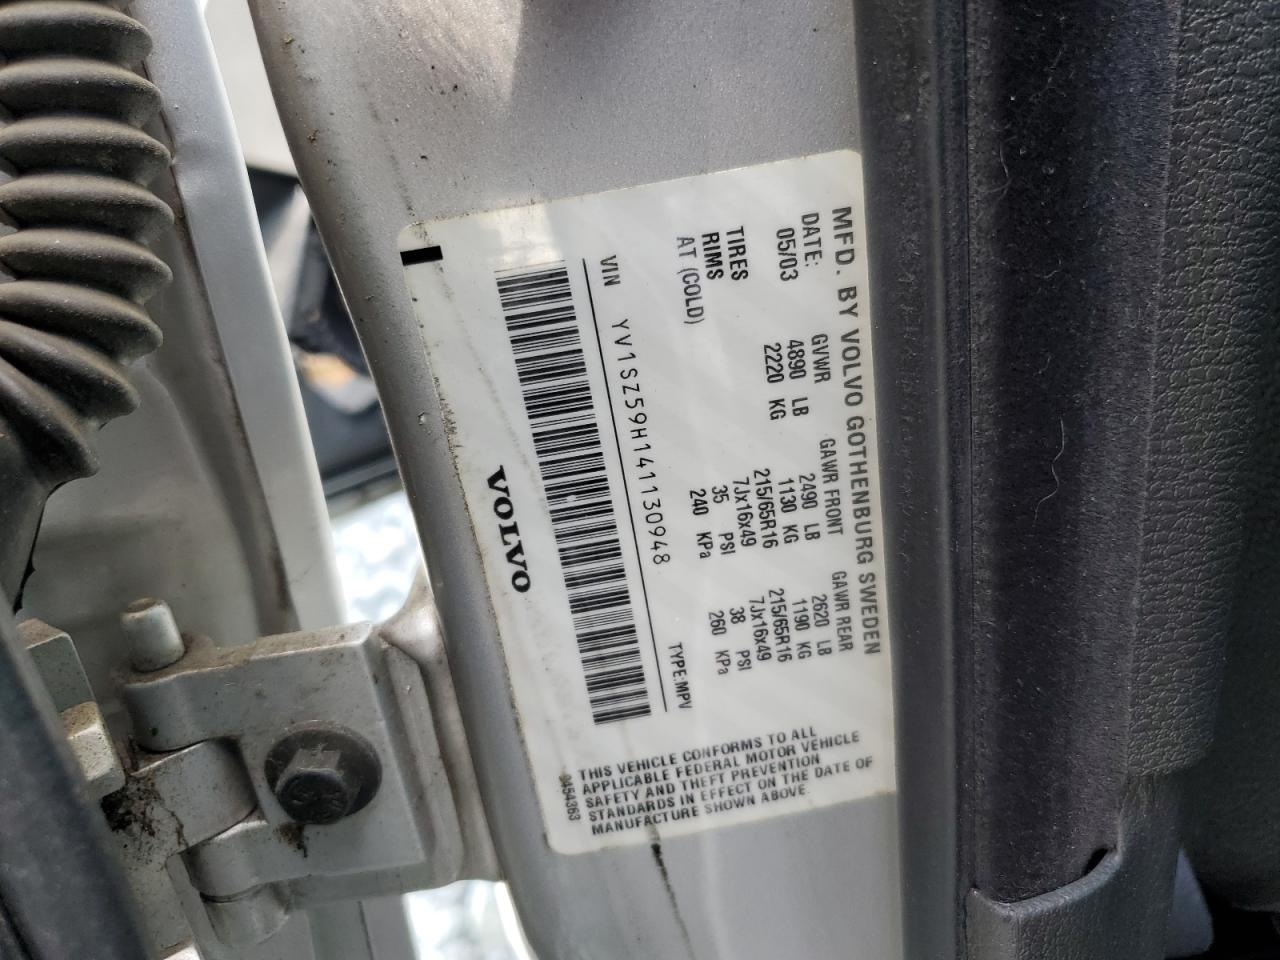 MFD. BY VOLVO GOTHENBURG SWEDEN
DATE: GVWR GAWR FRONT GAWR REAR
05/03 4890 LB 2490 LB 2620 LB
2220 KG 1130 KG 1190 KG
TIRES 215/65R16 215/65R16
RIMS 7Jx16x49 7Jx16x49
AT (COLD) 35 PSI 38 PSI
240 KPa 260 KPa
VIN YV1SZ59H141130948 TYPE:MPV
VOLVO
THIS VEHICLE CONFORMS TO ALL
APPLICABLE FEDERAL MOTOR VEHICLE
SAFETY AND THEFT PREVENTION
STANDARDS IN EFFECT ON THE DATE OF
MANUFACTURE SHOWN ABOVE.